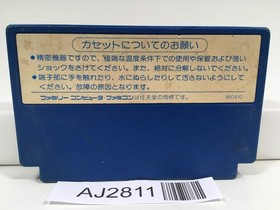 カセットについてのお願い
●精密機器ですので、極端な温度条件下での使用や保管および強い
ショックをさけてください。また、絶対に分解しないでください。
●端子部に手を触れたり、水にぬらしたりして汚さないようにして
ください。故障の原因となります。
ファミリー コンピュータ・ファミコンは任天堂の商標です。
AJ2811